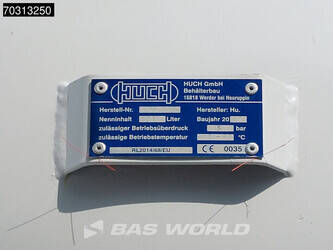 70313250
HUCH
HUCH GmbH
Behälterbau
16818 Werder bei Neuruppin
Herstell-Nr. Hersteller: Hu.
Nenninhalt Liter Baujahr 20
zulässiger Betriebsüberdruck bar
zulässige Betriebstemperatur °C
RL2014/68/EU CE 0035
BAS WORLD